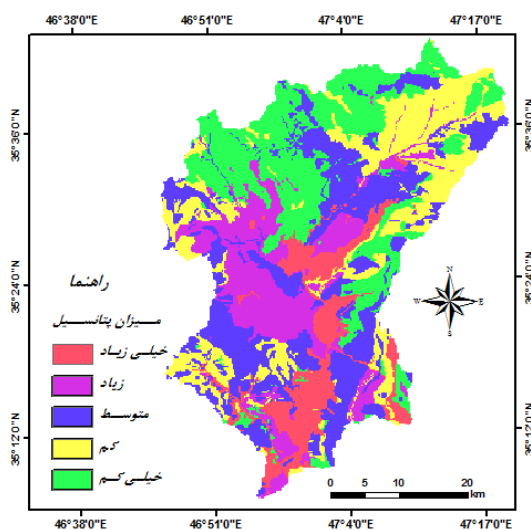 46°38'0"E 46°51'0"E 47°4'0"E 47°17'0"E
35°36'0"N
35°24'0"N
35°12'0"N
35°36'0"N
35°24'0"N
35°12'0"N
N
W E
S
راهنما
میزان پتانسیل
خیلی زیاد
زیاد
متوسط
کم
خیلی کم
0 5 10 20
km
46°38'0"E 46°51'0"E 47°4'0"E 47°17'0"E